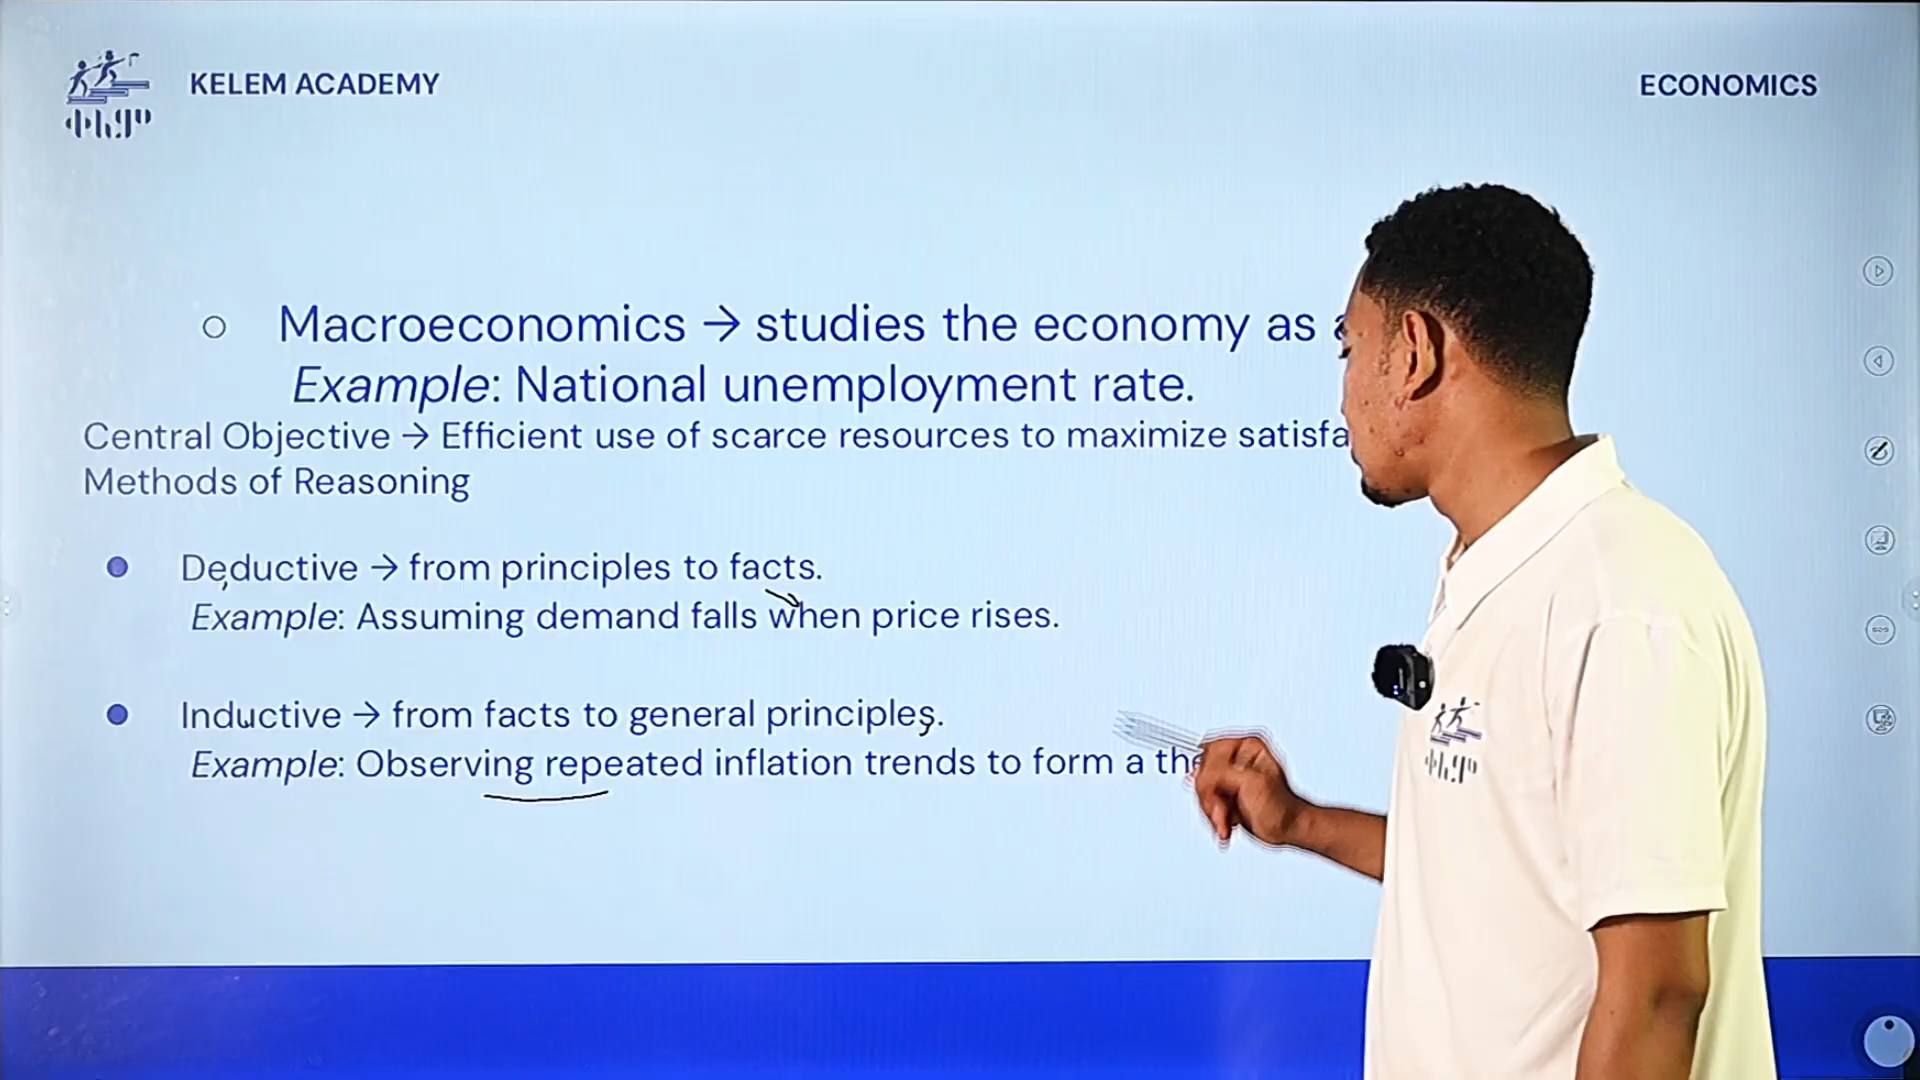 ቀለም
KELEM ACADEMY
ECONOMICS
○ Macroeconomics → studies the economy as
Example: National unemployment rate.
Central Objective → Efficient use of scarce resources to maximize
Methods of Reasoning
● Deductive → from principles to facts.
Example: Assuming demand falls when price rises.
● Inductive → from facts to general principles.
Example: Observing repeated inflation trends to form a
ቀለም